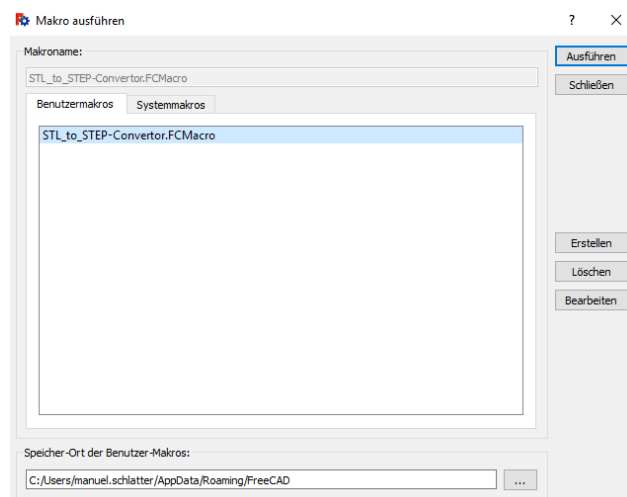 Makro ausführen
?
Makroname:
Ausführen
STL_to_STEP-Convertor.FCMacro
Schließen
Benutzermakros
Systemmakros
STL_to_STEP-Convertor.FCMacro
Erstellen
Löschen
Bearbeiten
Speicher-Ort der Benutzer-Makros:
C:/Users/manuel.schlatter/AppData/Roaming/FreeCAD
...